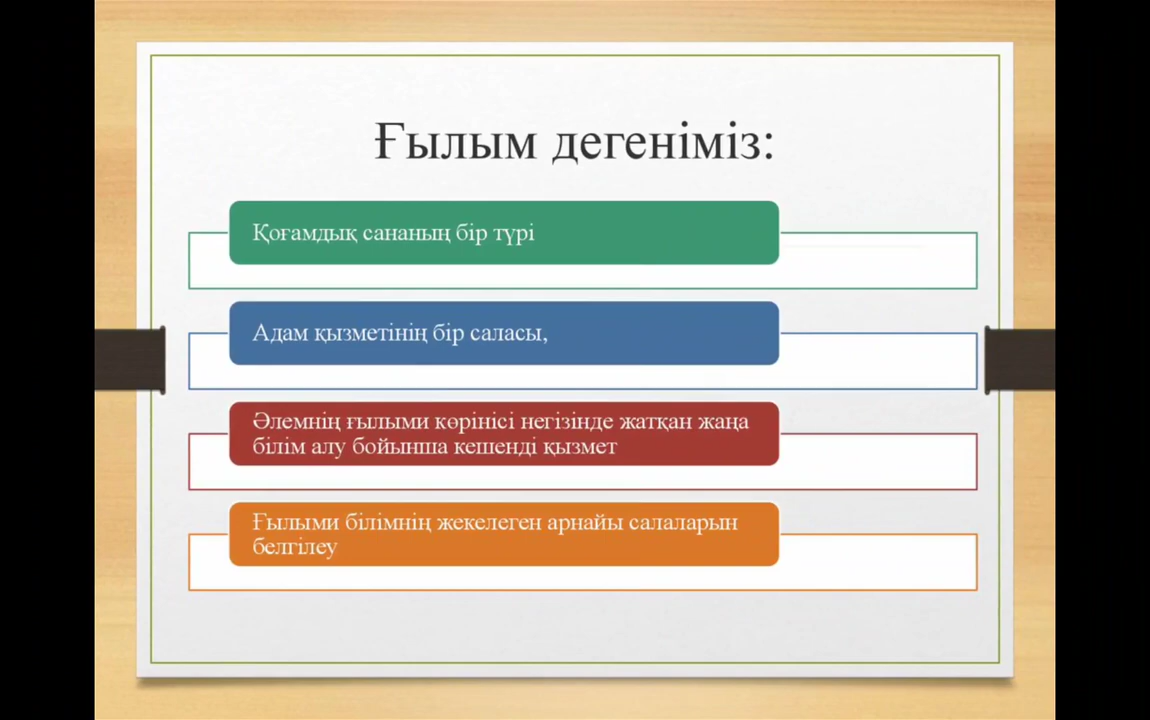 Ғылым дегеніміз:
Қоғамдық сананың бір түрі
Адам қызметінің бір саласы,
Әлемнің ғылыми көрінісі негізінде жатқан жаңа
білім алу бойынша кешенді қызмет
Ғылыми білімнің жекелеген арнайы салаларын
белгілеу